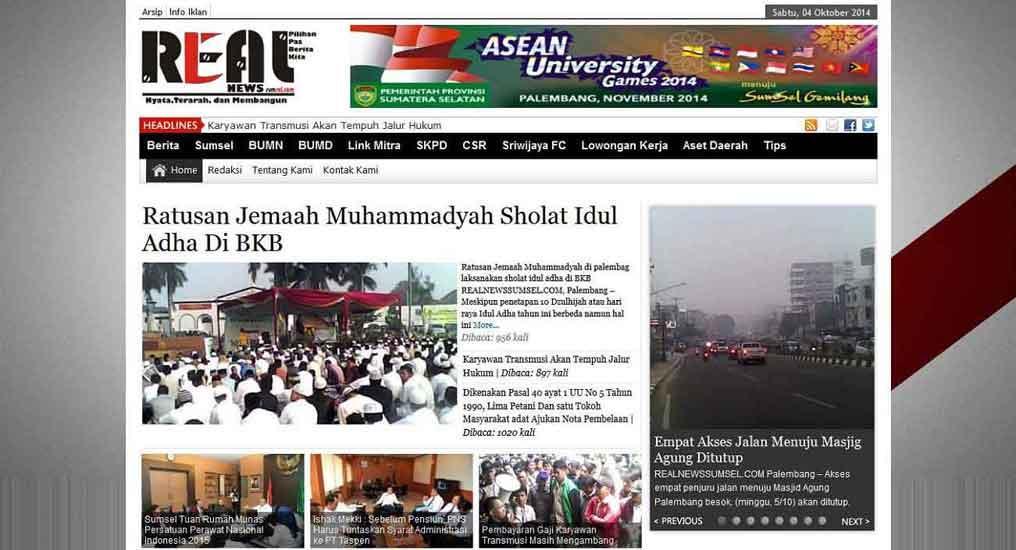 Arsip Info Iklan
Sabtu, 04 Oktober 2014
REAL
Pilihan
Pas
Berita
Kita
NEWS
Nyata, Terarah, dan Membangun
PEMERINTAH PROVINSI
SUMATERA SELATAN
ASEAN
University
Games 2014
PALEMBANG, NOVEMBER 2014
menuju
SumSel Gemilang
HEADLINES Karyawan Transmusi Akan Tempuh Jalur Hukum
Berita Sumsel BUMN BUMD Link Mitra SKPD CSR Sriwijaya FC Lowongan Kerja Aset Daerah Tips
Home Redaksi Tentang Kami Kontak Kami
Ratusan Jemaah Muhammadyah Sholat Idul
Adha Di BKB
Ratusan Jemaah Muhammadyah di palembag
laksanakan sholat idul adha di BKB
REALNEWSSUMSEL.COM, Palembang –
Meskipun penetapan 10 Dzulhijah atau hari
raya Idul Adha tahun ini berbeda namun hal
ini More...
Dibaca: 956 kali
Karyawan Transmusi Akan Tempuh Jalur
Hukum | Dibaca: 897 kali
Dikenakan Pasal 40 ayat 1 UU No 5 Tahun
1990, Lima Petani Dan satu Tokoh
Masyarakat adat Ajukan Nota Pembelaan |
Dibaca: 1020 kali
Empat Akses Jalan Menuju Masjig
Agung Ditutup
REALNEWSSUMSEL.COM Palembang – Akses
empat penjuru jalan menuju Masjid Agung
Palembang besok, (minggu, 5/10) akan ditutup.
< PREVIOUS NEXT >
Sumsel Tuan Rumah Munas
Persatuan Perawat Nasional
Indonesia 2015
Ishak Mekki : Sebelum Pensiun, PNS
Harus Tuntaskan Syarat Administrasi
ke PT Taspen
Pembayaran Gaji Karyawan
Transmusi Masih Mengambang